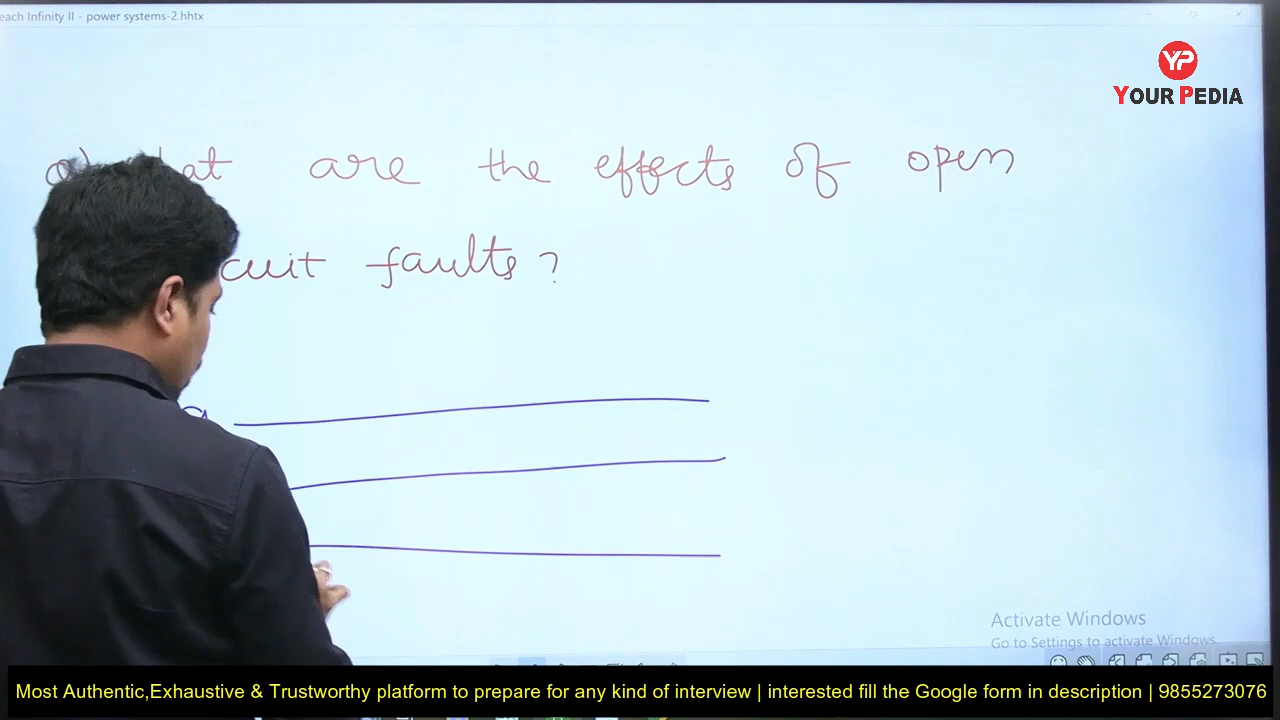 each Infinity II - power systems-2.hhtx
YP
YOUR PEDIA
at are the effects of open
cuit faults ?
a
Activate Windows
Go to Settings to activate Windows.
Most Authentic,Exhaustive & Trustworthy platform to prepare for any kind of interview | interested fill the Google form in description | 9855273076